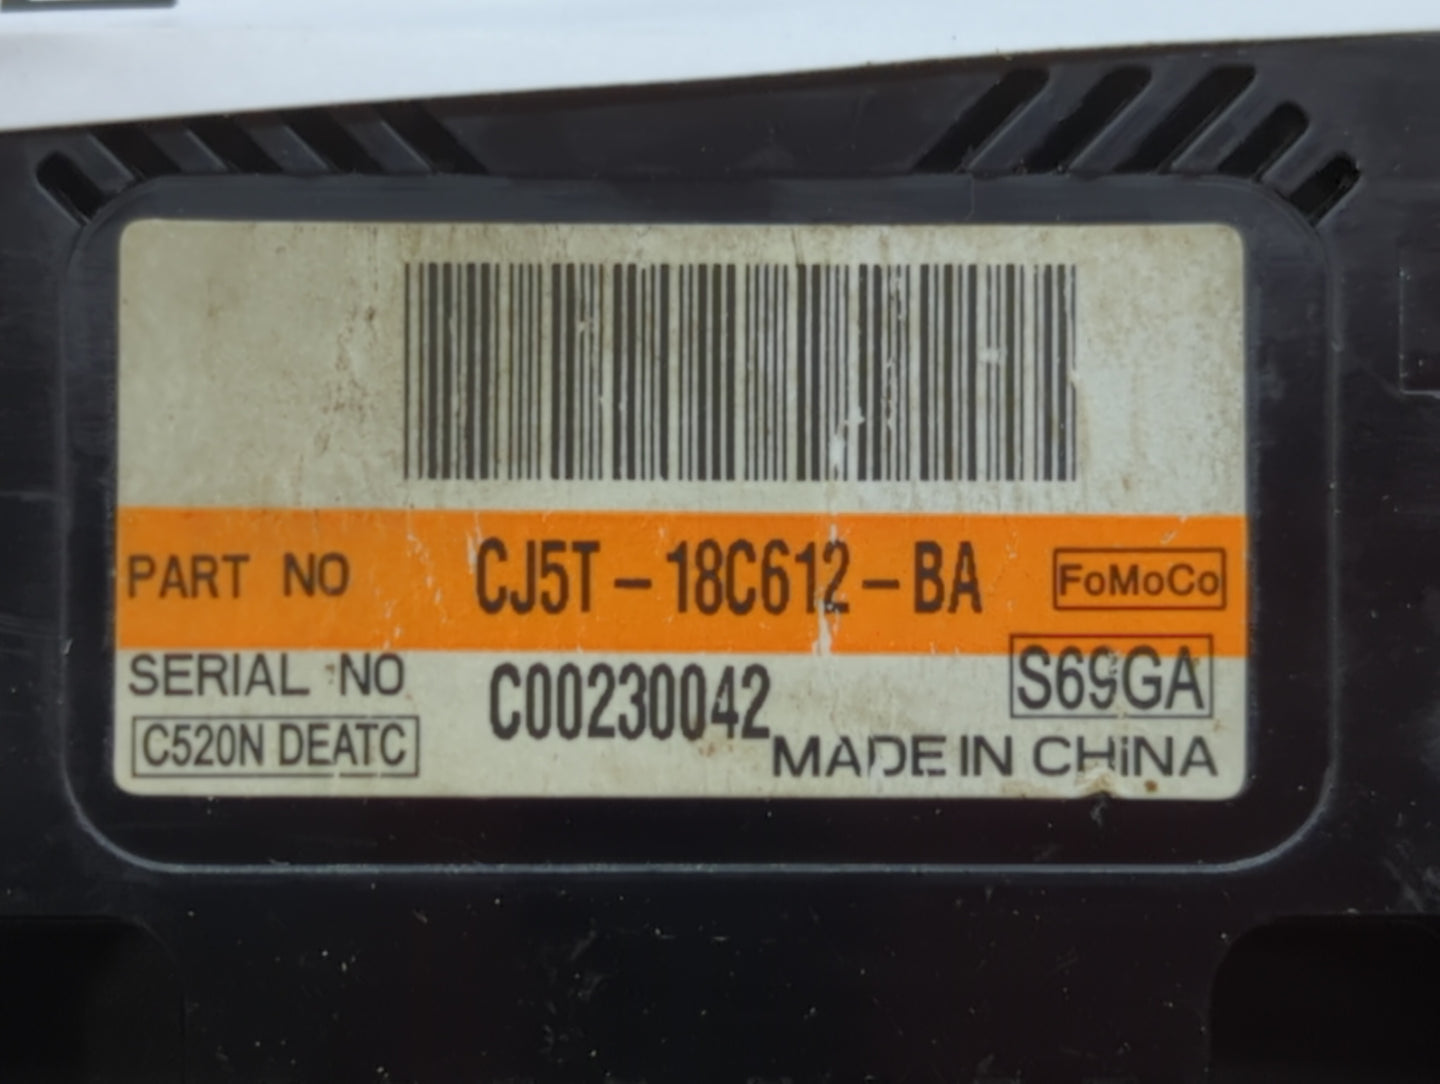 PART NO CJ5T-18C612-BA FoMoCo
SERIAL NO C00230042 S69GA
C520N DEATC MADE IN CHiNA